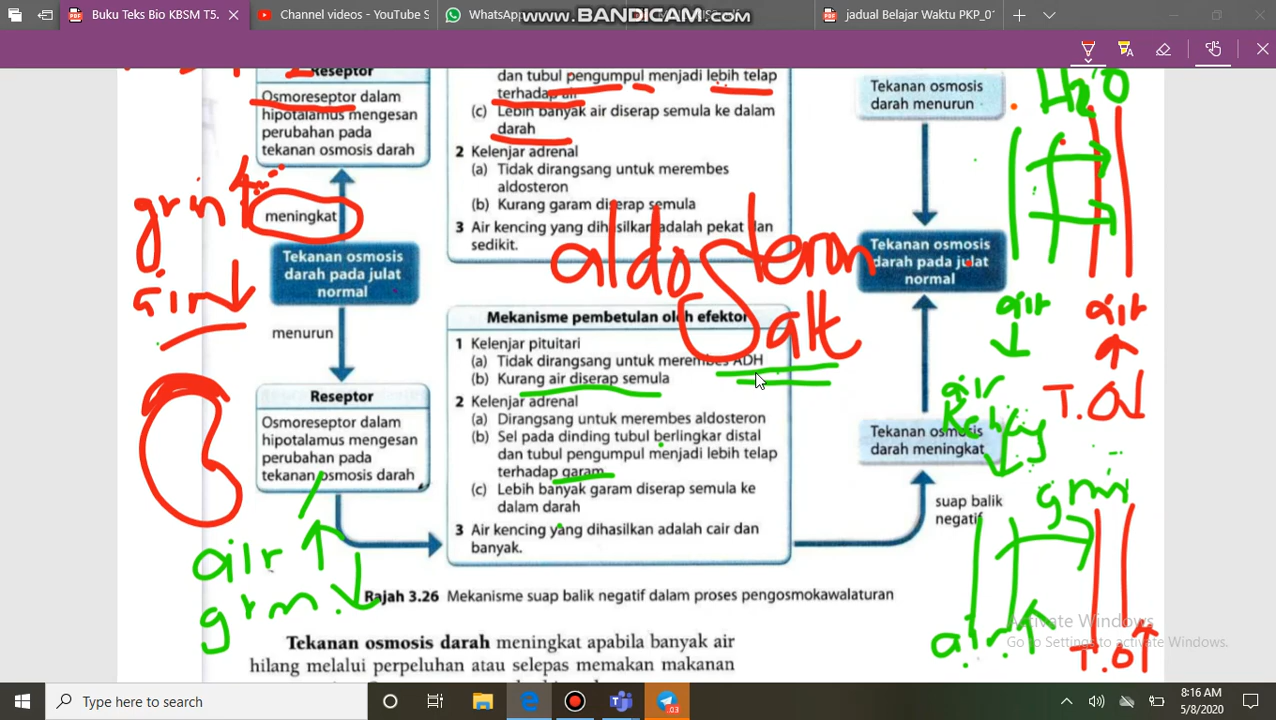 Buku Teks Bio KBSM T5.
Channel videos - YouTube S
WhatsAp
www.BANDICAM.com
jadual Belajar Waktu PKP_0
Reseptor
Osmoreseptor dalam
hipotalamus mengesan
perubahan pada
tekanan osmosis darah
dan tubul pengumpul menjadi lebih telap
terhadap air
(c) Lebih banyak air diserap semula ke dalam
darah
2 Kelenjar adrenal
(a) Tidak dirangsang untuk merembes
aldosteron
(b) Kurang garam diserap semula
3 Air kencing yang dihasilkan adalah pekat dan
sedikit.
Tekanan osmosis
darah menurun
H2O
grm
air
meningkat
Tekanan osmosis
darah pada julat
normal
menurun
aldosteron
Salt
Tekanan osmosis
darah pada julat
normal
air
air
T.O
Mekanisme pembetulan oleh efektor
1 Kelenjar pituitari
(a) Tidak dirangsang untuk merembes ADH
(b) Kurang air diserap semula
2 Kelenjar adrenal
(a) Dirangsang untuk merembes aldosteron
(b) Sel pada dinding tubul berlingkar distal
dan tubul pengumpul menjadi lebih telap
terhadap garam
(c) Lebih banyak garam diserap semula ke
dalam darah
3 Air kencing yang dihasilkan adalah cair dan
banyak.
Reseptor
Osmoreseptor dalam
hipotalamus mengesan
perubahan pada
tekanan osmosis darah
air
grm
air
Tekanan osmosis
darah meningkat
suap balik
negatif
grm
air
T.O
Rajah 3.26 Mekanisme suap balik negatif dalam proses pengosmokawalaturan
Tekanan osmosis darah meningkat apabila banyak air
hilang melalui perpeluhan atau selepas memakan makanan
Activate Windows
Go to Settings to activate Windows.
Type here to search
03
8:16 AM
5/8/2020